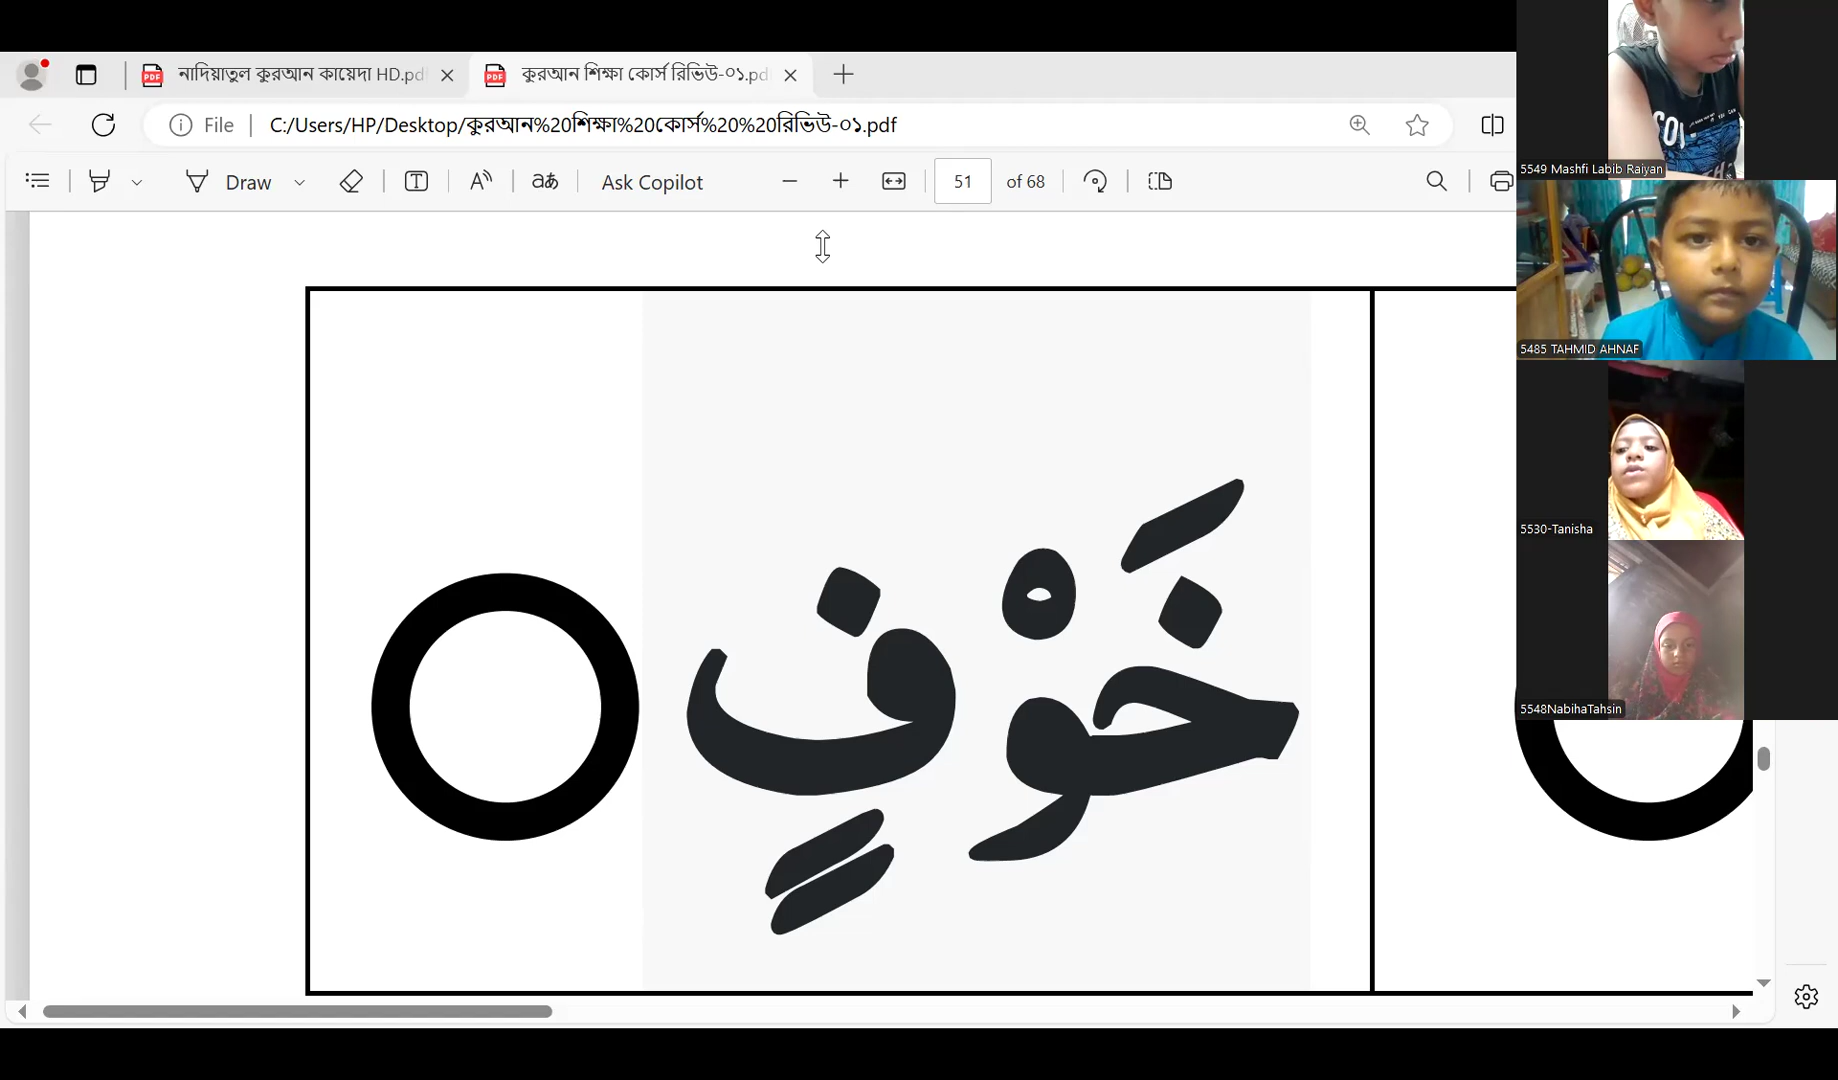 নাদিয়াতুল কুরআন কায়েদা HD.pdf
কুরআন শিক্ষা কোর্স রিভিউ-০১.pd
File
C:/Users/HP/Desktop/কুরআন%20শিক্ষা%20কোর্স%20%20রিভিউ-০১.pdf
Draw
Ask Copilot
51 of 68
5549 Mashfi Labib Raiyan
5485 TAHMID AHNAF
خَوْفٍ
5530-Tanisha
5548NabihaTahsin